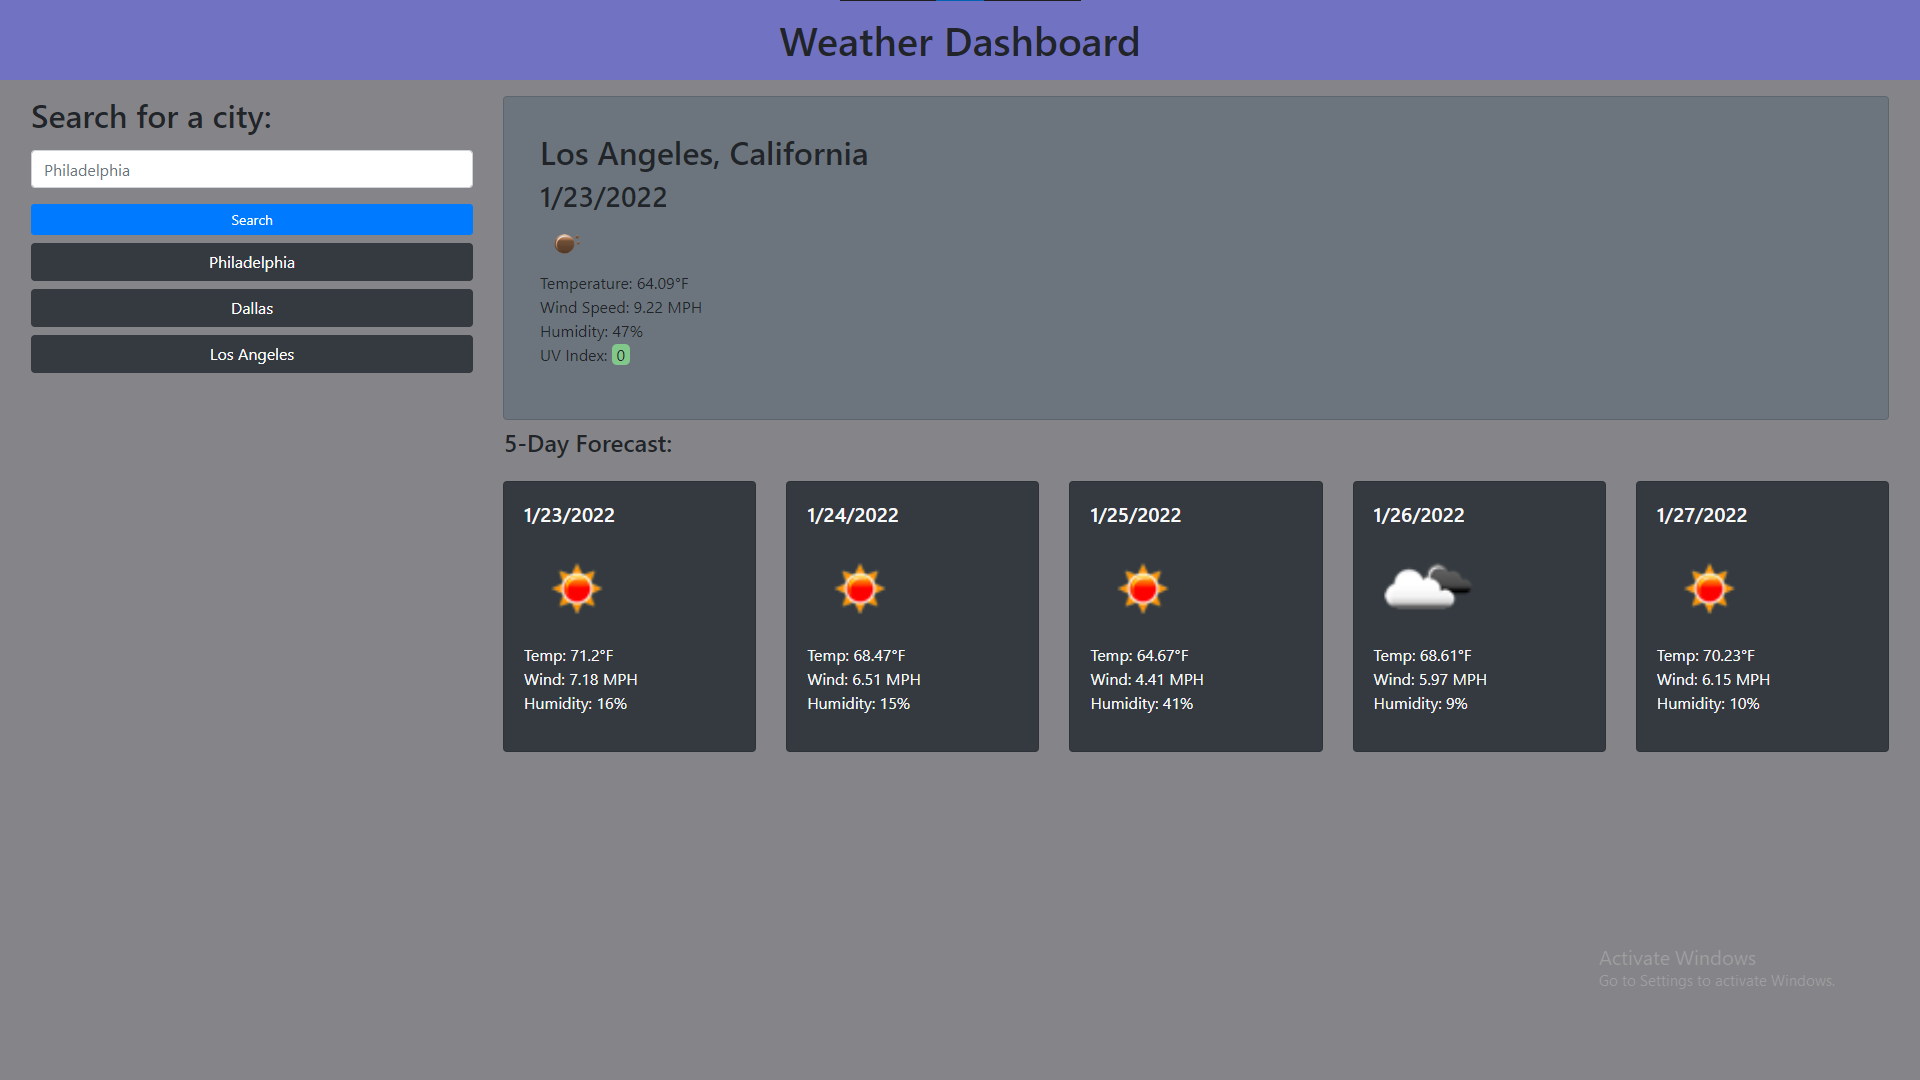 Weather Dashboard
Search for a city:
Philadelphia
Search
Philadelphia
Dallas
Los Angeles
Los Angeles, California
1/23/2022
Temperature: 64.09°F
Wind Speed: 9.22 MPH
Humidity: 47%
UV Index: 0
5-Day Forecast:
1/23/2022
Temp: 71.2°F
Wind: 7.18 MPH
Humidity: 16%
1/24/2022
Temp: 68.47°F
Wind: 6.51 MPH
Humidity: 15%
1/25/2022
Temp: 64.67°F
Wind: 4.41 MPH
Humidity: 41%
1/26/2022
Temp: 68.61°F
Wind: 5.97 MPH
Humidity: 9%
1/27/2022
Temp: 70.23°F
Wind: 6.15 MPH
Humidity: 10%
Activate Windows
Go to Settings to activate Windows.